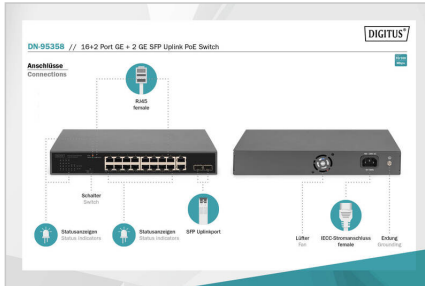 DIGITUS®
DN-95358 // 16+2 Port GE + 2 GE SFP Uplink PoE Switch
Anschlüsse
Connections
RJ45
female
Schalter
Switch
Statusanzeigen
Status indicators
Statusanzeigen
Status indicators
SFP Uplinkport
Lüfter
Fan
IECC-Stromanschluss
female
Erdung
Grounding